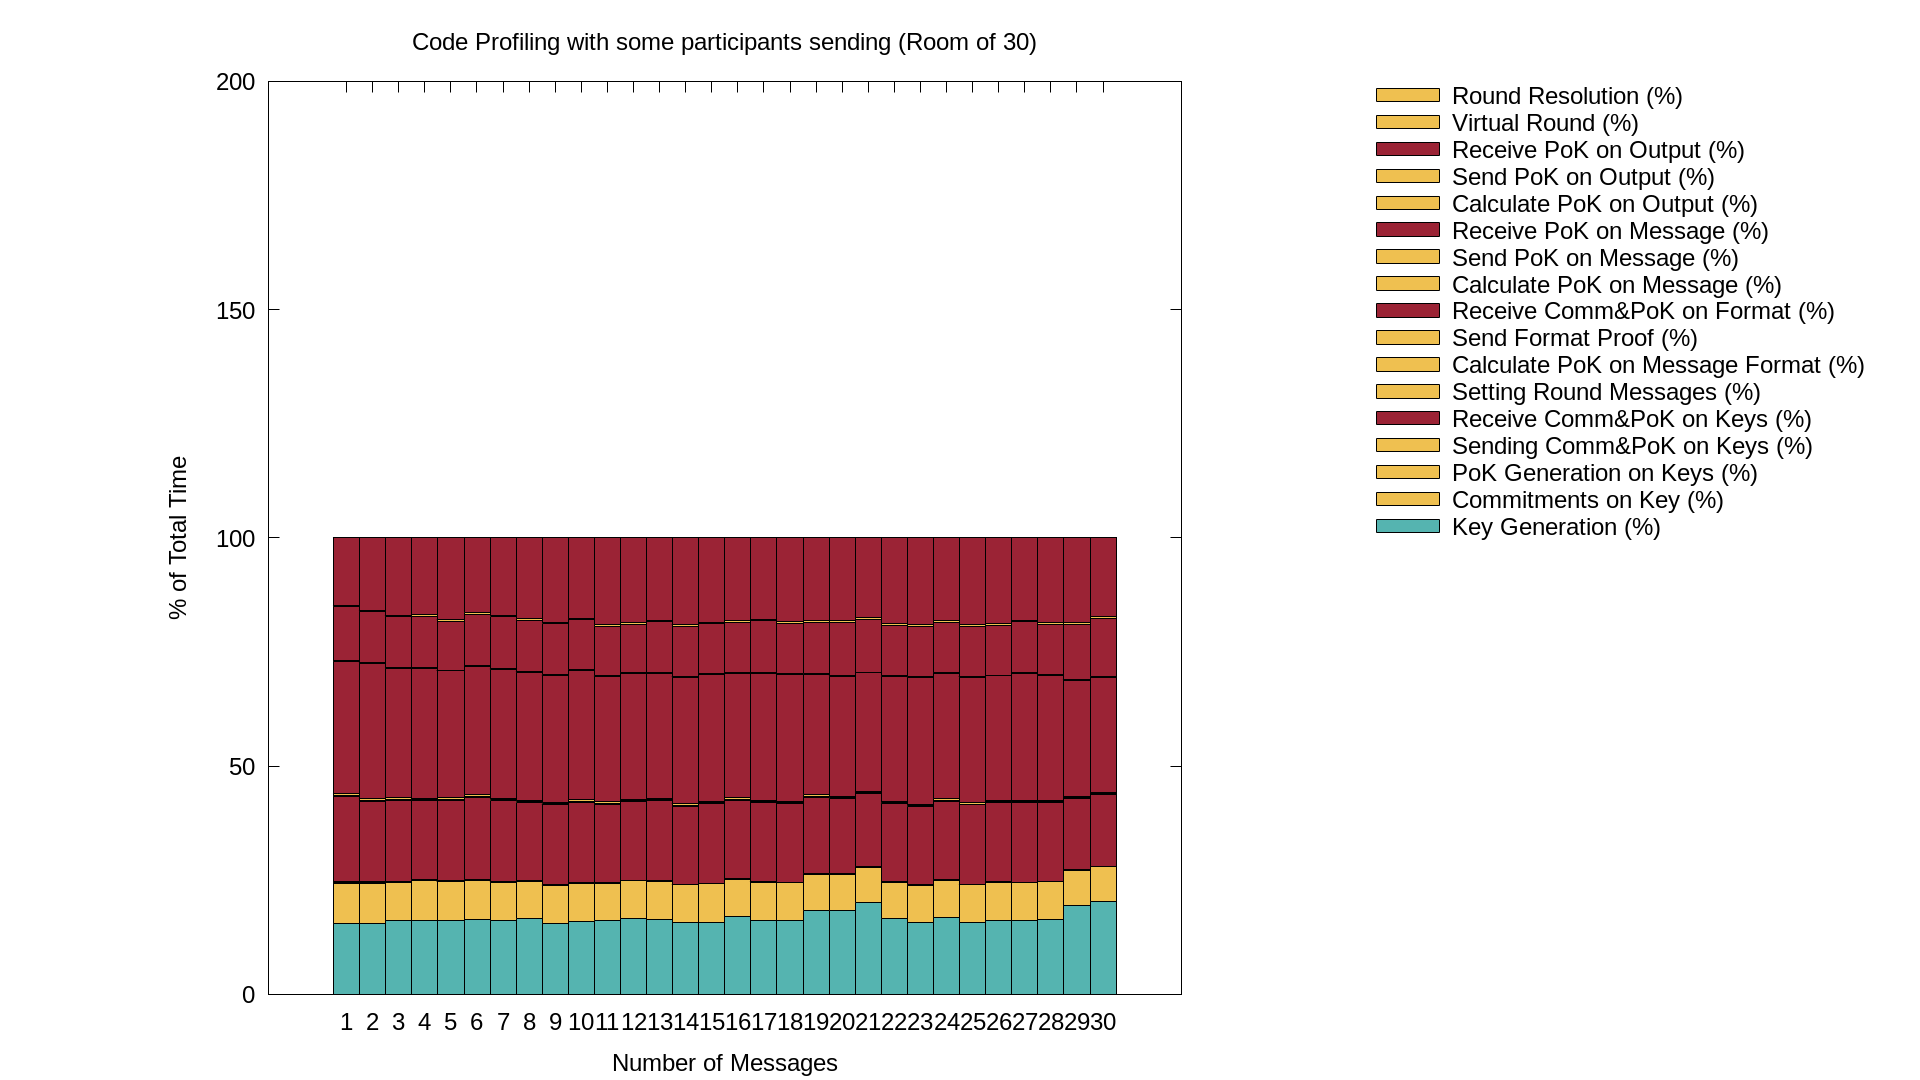 Code Profiling with some participants sending (Room of 30)
200
150
100
50
0
% of Total Time
1 2 3 4 5 6 7 8 9 10 11 12 13 14 15 16 17 18 19 20 21 22 23 24 25 26 27 28 29 30
Number of Messages
Round Resolution (%)
Virtual Round (%)
Receive PoK on Output (%)
Send PoK on Output (%)
Calculate PoK on Output (%)
Receive PoK on Message (%)
Send PoK on Message (%)
Calculate PoK on Message (%)
Receive Comm&PoK on Format (%)
Send Format Proof (%)
Calculate PoK on Message Format (%)
Setting Round Messages (%)
Receive Comm&PoK on Keys (%)
Sending Comm&PoK on Keys (%)
PoK Generation on Keys (%)
Commitments on Key (%)
Key Generation (%)